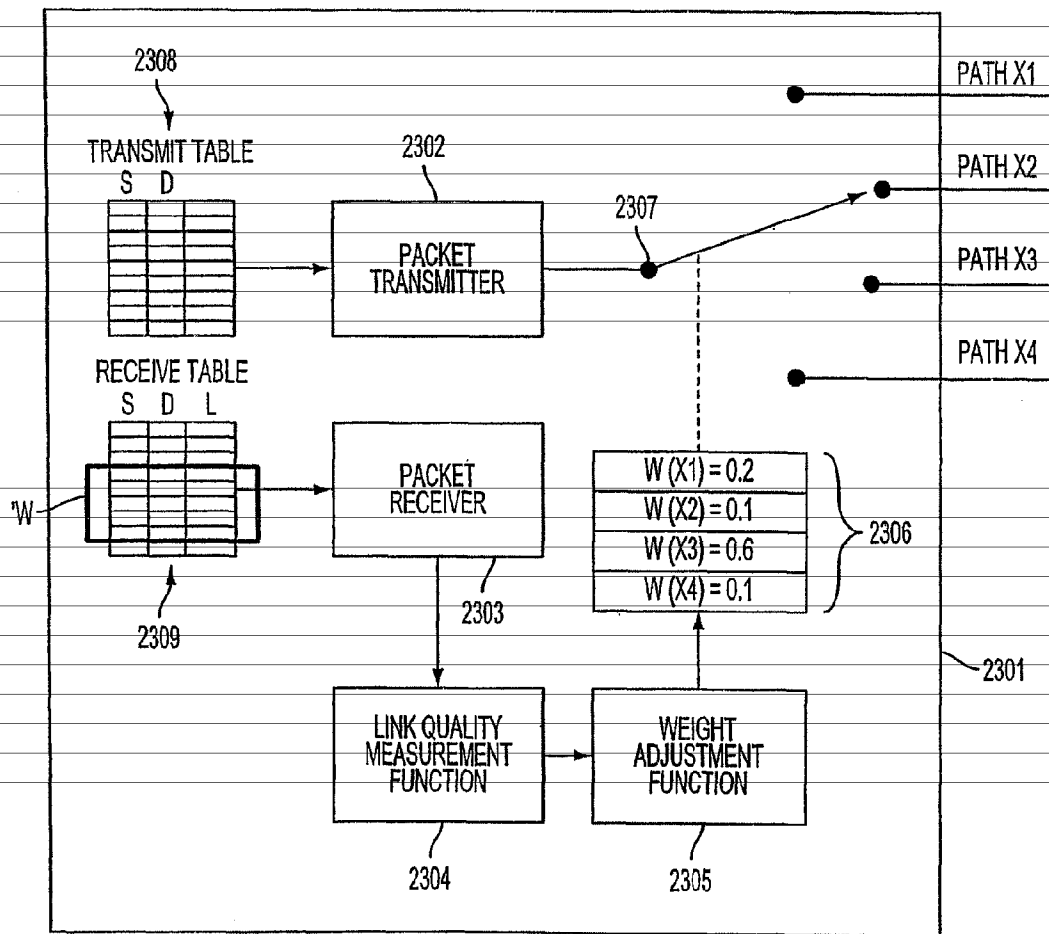 2308
TRANSMIT TABLE
S D
2302
PACKET
TRANSMITTER
2307
PATH X1
PATH X2
PATH X3
PATH X4
RECEIVE TABLE
S D L
'W
2309
PACKET
RECEIVER
2303
W (X1) = 0.2
W (X2) = 0.1
W (X3) = 0.6
W (X4) = 0.1
2306
2301
LINK QUALITY
MEASUREMENT
FUNCTION
2304
WEIGHT
ADJUSTMENT
FUNCTION
2305